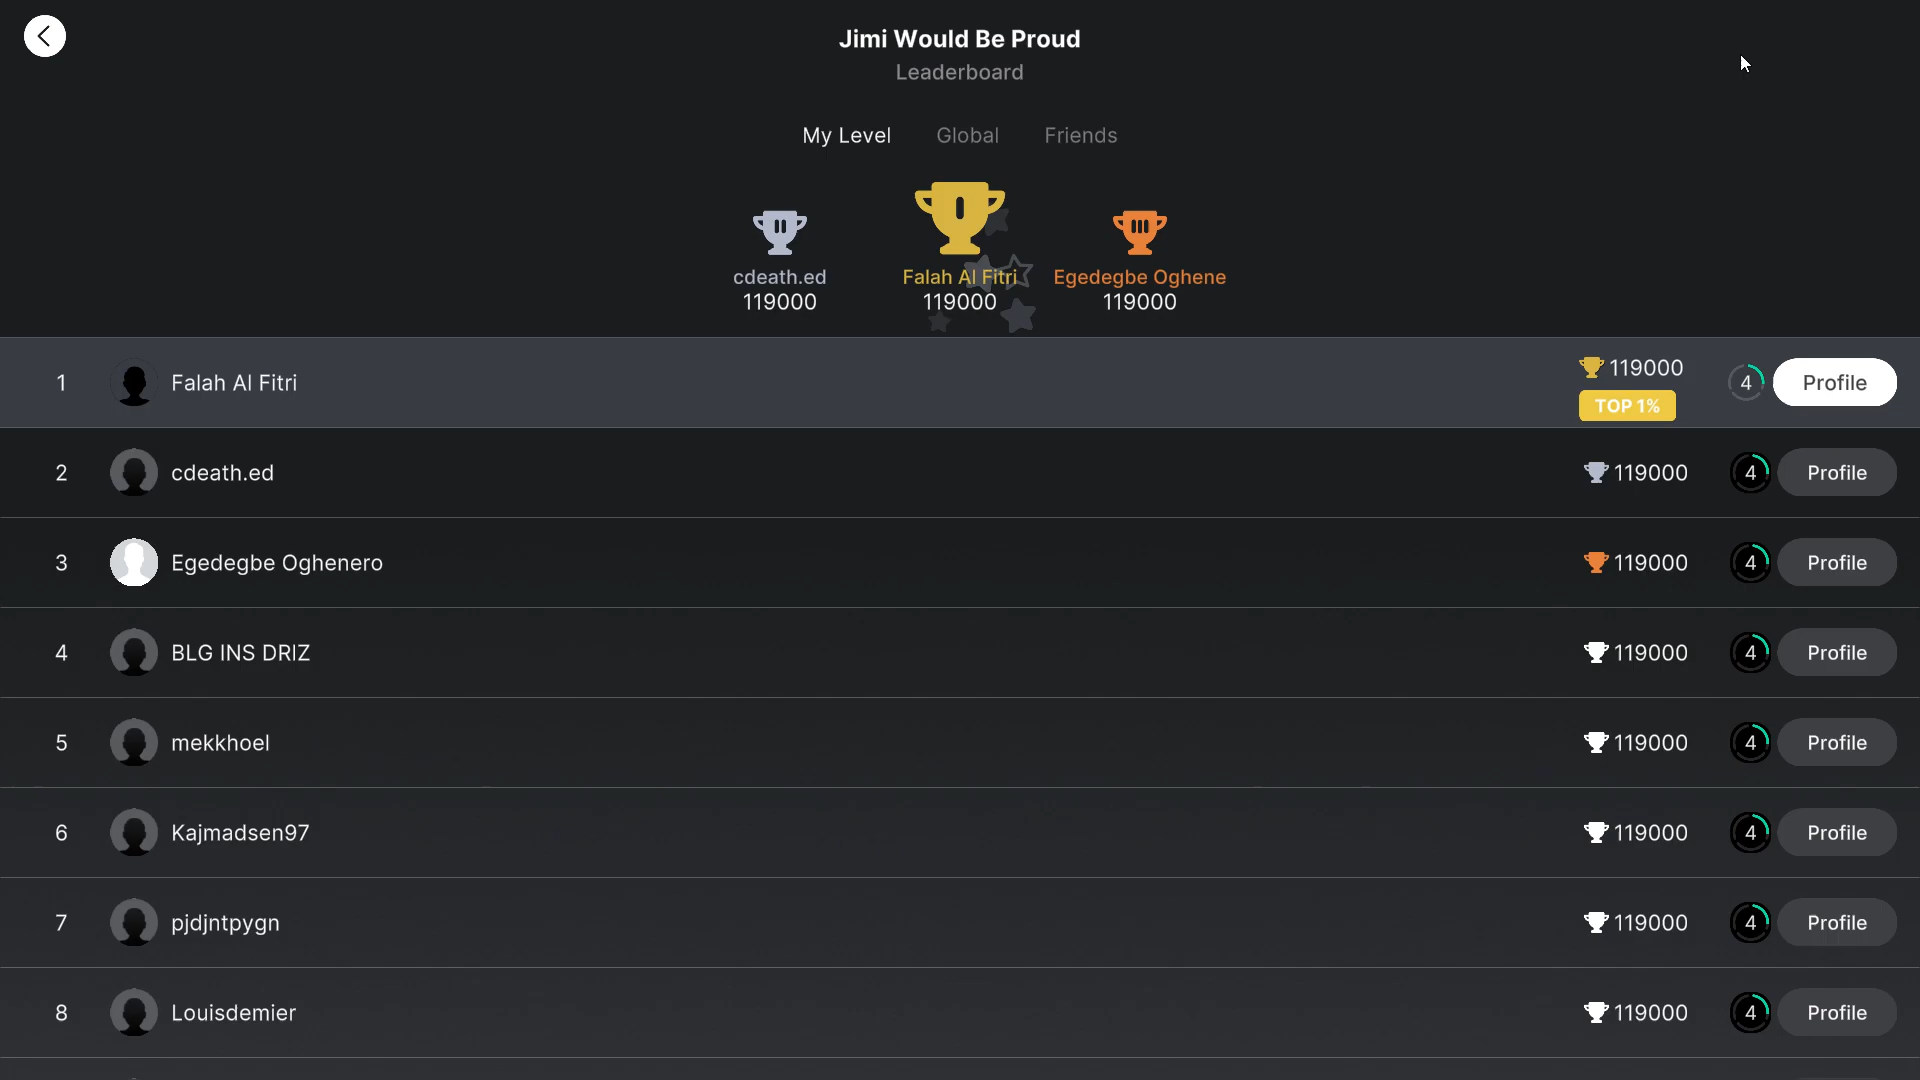 Jimi Would Be Proud
Leaderboard
My Level Global Friends
cdeath.ed
119000
Falah Al Fitri
119000
Egedegbe Oghene
119000
1 Falah Al Fitri 119000 TOP 1% 4 Profile
2 cdeath.ed 119000 4 Profile
3 Egedegbe Oghenero 119000 4 Profile
4 BLG INS DRIZ 119000 4 Profile
5 mekkhoel 119000 4 Profile
6 Kajmadsen97 119000 4 Profile
7 pjdjntpygn 119000 4 Profile
8 Louisdemier 119000 4 Profile